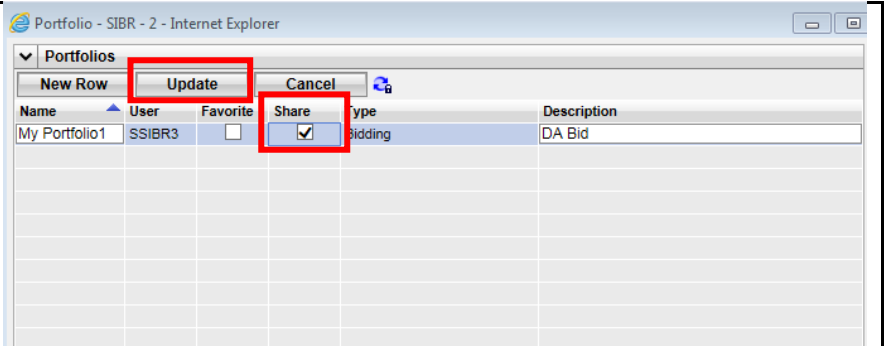 Portfolio - SIBR - 2 - Internet Explorer
Portfolios
New Row Update Cancel
Name User Favorite Share Type Description
My Portfolio1 SSIBR3 Bidding DA Bid